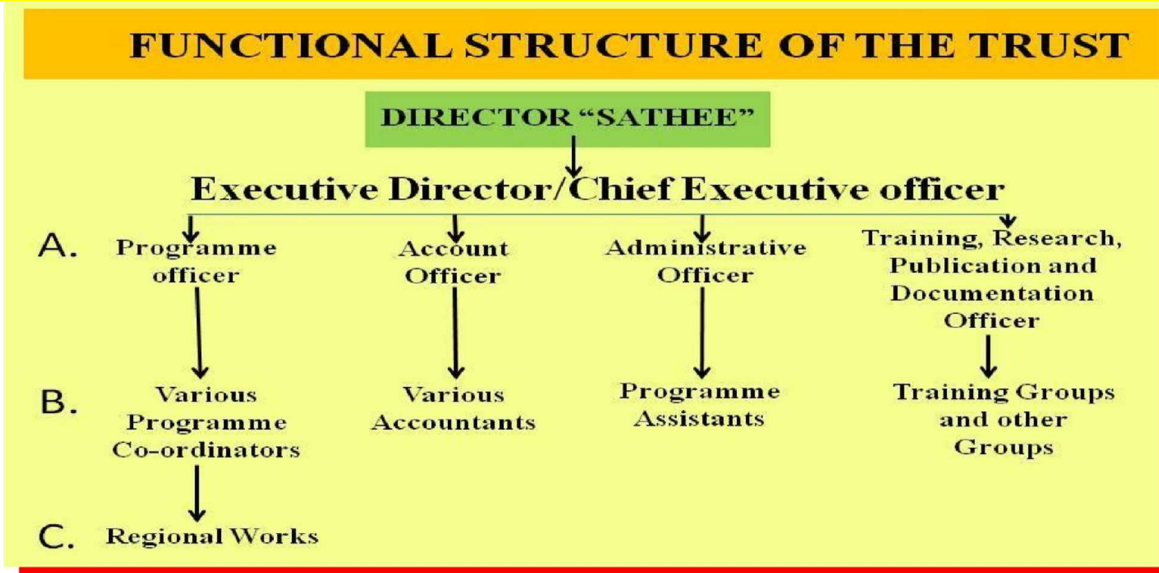 FUNCTIONAL STRUCTURE OF THE TRUST
DIRECTOR “SATHEE”
Executive Director/Chief Executive officer
A.
Programme
officer
Account
Officer
Administrative
Officer
Training, Research,
Publication and
Documentation
Officer
B.
Various
Programme
Co-ordinators
Various
Accountants
Programme
Assistants
Training Groups
and other
Groups
C.
Regional Works